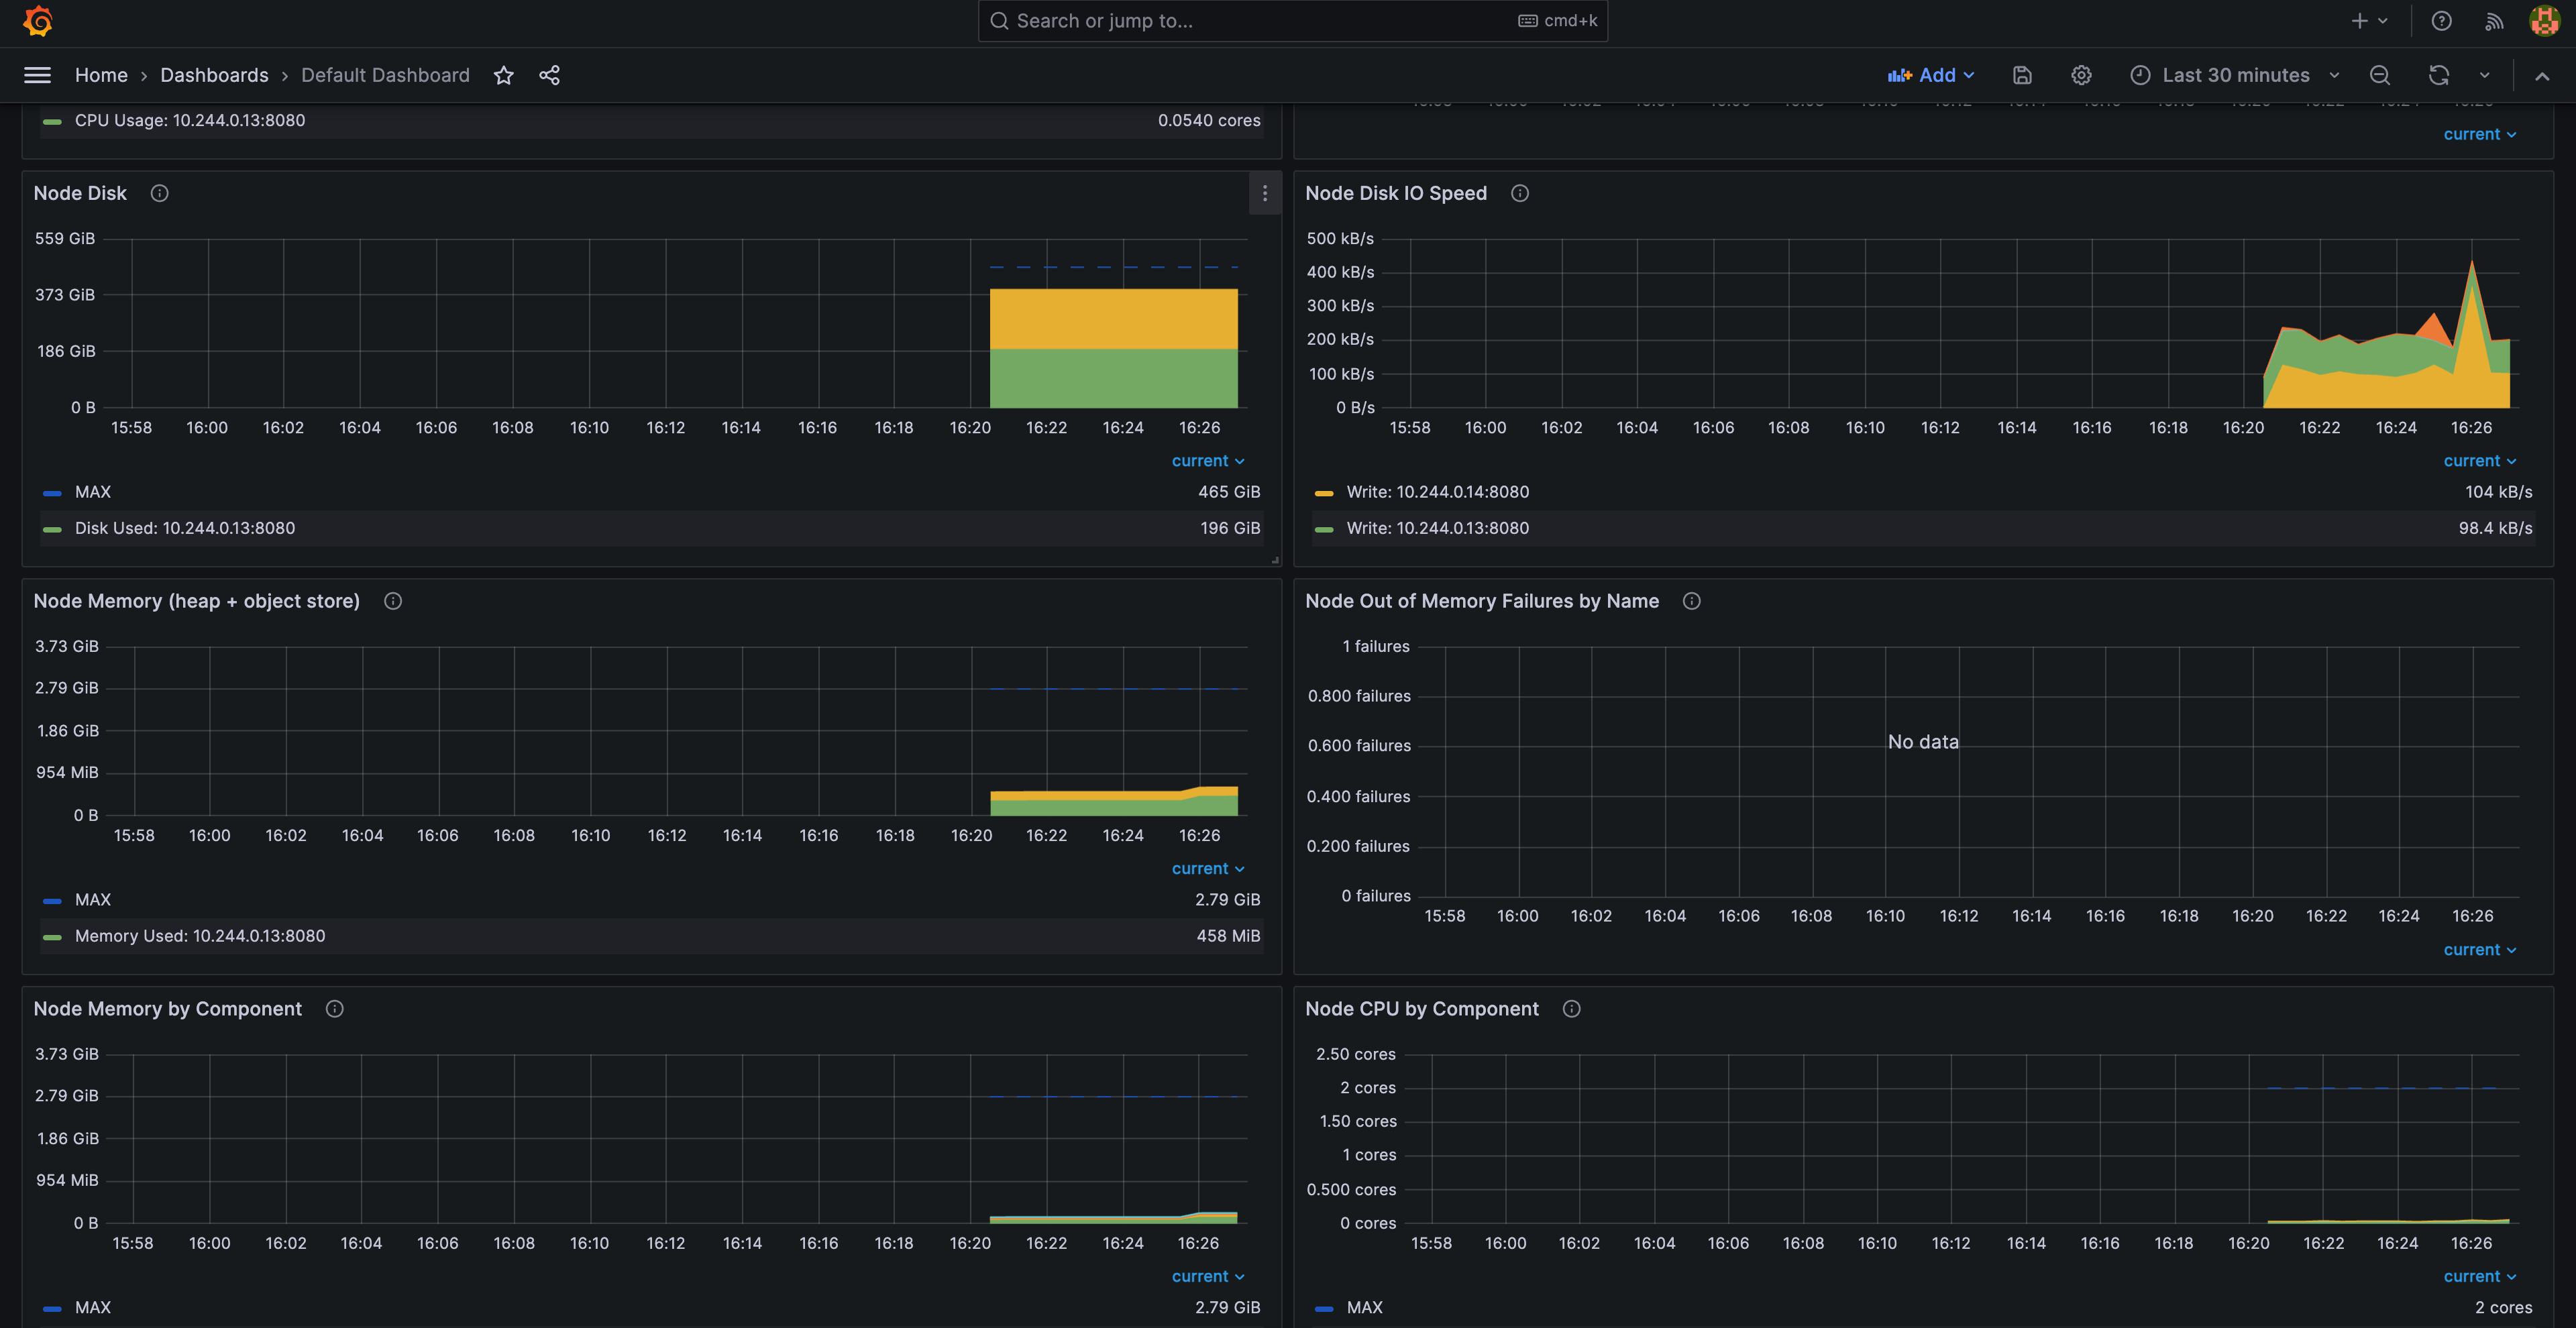 Search or jump to...
cmd+k
Home
Dashboards
Default Dashboard
Add
Last 30 minutes
CPU Usage: 10.244.0.13:8080
0.0540 cores
current
Node Disk
559 GiB
373 GiB
186 GiB
0 B
15:58 16:00 16:02 16:04 16:06 16:08 16:10 16:12 16:14 16:16 16:18 16:20 16:22 16:24 16:26
current
MAX 465 GiB
Disk Used: 10.244.0.13:8080 196 GiB
Node Disk IO Speed
500 kB/s
400 kB/s
300 kB/s
200 kB/s
100 kB/s
0 B/s
15:58 16:00 16:02 16:04 16:06 16:08 16:10 16:12 16:14 16:16 16:18 16:20 16:22 16:24 16:26
current
Write: 10.244.0.14:8080 104 kB/s
Write: 10.244.0.13:8080 98.4 kB/s
Node Memory (heap + object store)
3.73 GiB
2.79 GiB
1.86 GiB
954 MiB
0 B
15:58 16:00 16:02 16:04 16:06 16:08 16:10 16:12 16:14 16:16 16:18 16:20 16:22 16:24 16:26
current
MAX 2.79 GiB
Memory Used: 10.244.0.13:8080 458 MiB
Node Out of Memory Failures by Name
1 failures
0.800 failures
0.600 failures
0.400 failures
0.200 failures
0 failures
No data
15:58 16:00 16:02 16:04 16:06 16:08 16:10 16:12 16:14 16:16 16:18 16:20 16:22 16:24 16:26
current
Node Memory by Component
3.73 GiB
2.79 GiB
1.86 GiB
954 MiB
0 B
15:58 16:00 16:02 16:04 16:06 16:08 16:10 16:12 16:14 16:16 16:18 16:20 16:22 16:24 16:26
current
MAX 2.79 GiB
Node CPU by Component
2.50 cores
2 cores
1.50 cores
1 cores
0.500 cores
0 cores
15:58 16:00 16:02 16:04 16:06 16:08 16:10 16:12 16:14 16:16 16:18 16:20 16:22 16:24 16:26
current
MAX 2 cores